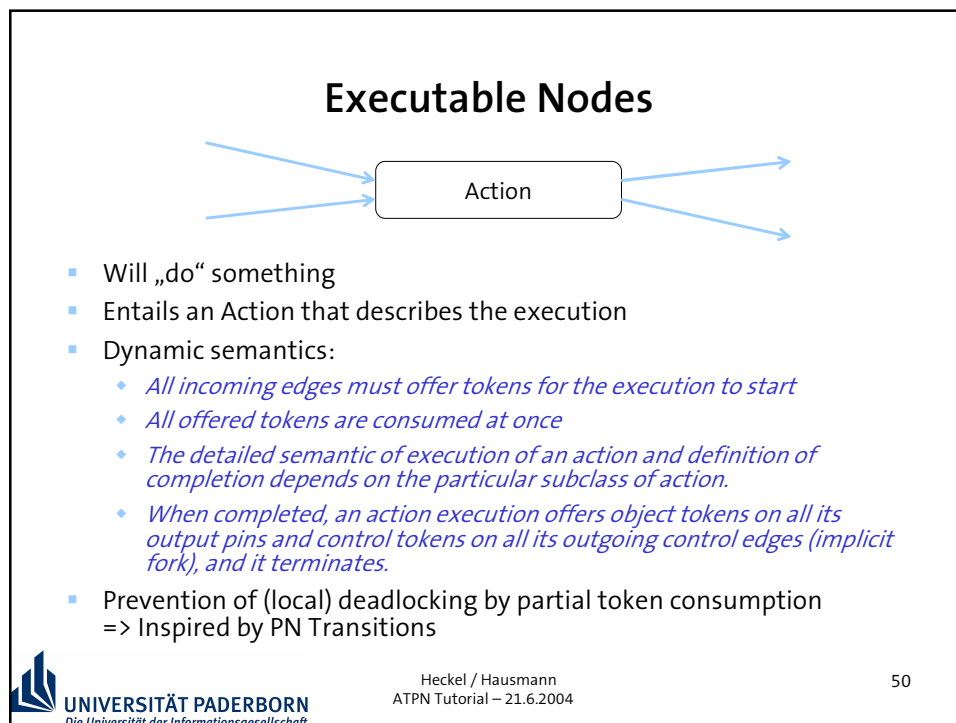 Executable Nodes
Action
Will „do“ something
Entails an Action that describes the execution
Dynamic semantics:
All incoming edges must offer tokens for the execution to start
All offered tokens are consumed at once
The detailed semantic of execution of an action and definition of
completion depends on the particular subclass of action.
When completed, an action execution offers object tokens on all its
output pins and control tokens on all its outgoing control edges (implicit
fork), and it terminates.
Prevention of (local) deadlocking by partial token consumption
=> Inspired by PN Transitions
UNIVERSITÄT PADERBORN
Die Universität der Informationsgesellschaft
Heckel / Hausmann
ATPN Tutorial – 21.6.2004
50